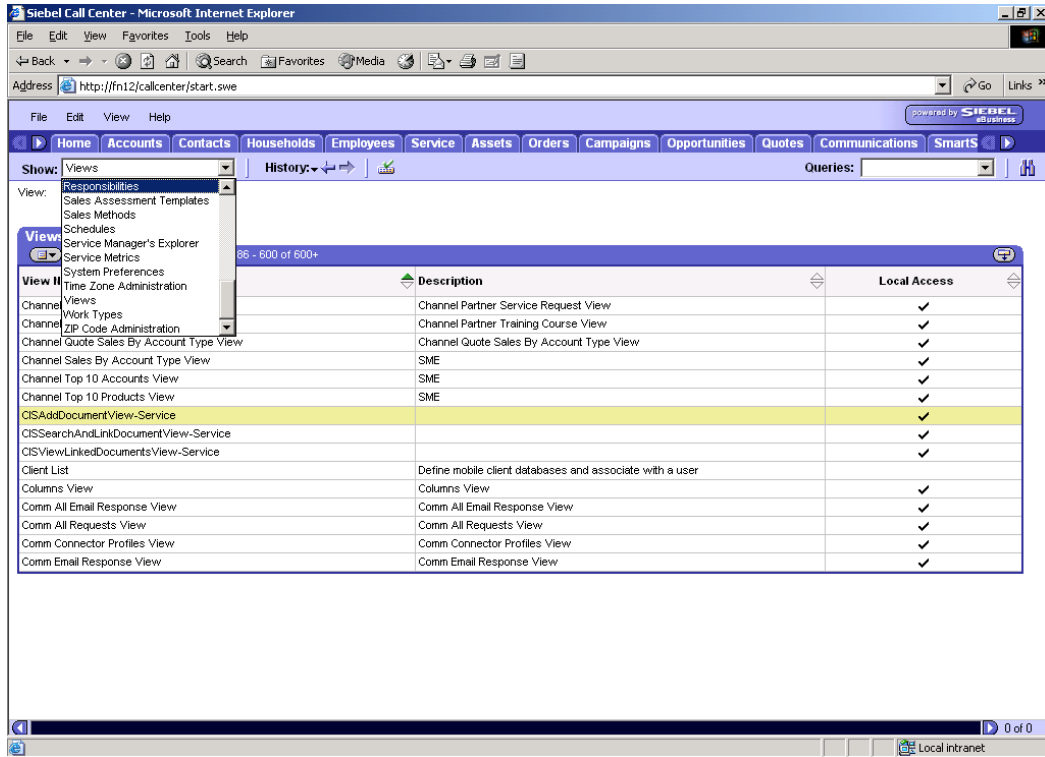 Siebel Call Center - Microsoft Internet Explorer
File Edit View Favorites Tools Help
Back Search Favorites Media
Address http://fn12/callcenter/start.swe Go Links »
File Edit View Help powered by SIEBEL eBusiness
Home Accounts Contacts Households Employees Service Assets Orders Campaigns Opportunities Quotes Communications SmartS
Show: Views History: Queries:
View:
Responsibilities
Sales Assessment Templates
Sales Methods
Schedules
Service Manager's Explorer
Service Metrics
System Preferences
Time Zone Administration
Views
Work Types
ZIP Code Administration
Views
86 - 600 of 600+
View N Description Local Access
Channel Channel Partner Service Request View
Channel Channel Partner Training Course View
Channel Quote Sales By Account Type View Channel Quote Sales By Account Type View
Channel Sales By Account Type View SME
Channel Top 10 Accounts View SME
Channel Top 10 Products View SME
CISAddDocumentView-Service
CISSearchAndLinkDocumentView-Service
CISViewLinkedDocumentsView-Service
Client List Define mobile client databases and associate with a user
Columns View Columns View
Comm All Email Response View Comm All Email Response View
Comm All Requests View Comm All Requests View
Comm Connector Profiles View Comm Connector Profiles View
Comm Email Response View Comm Email Response View
0 of 0
Local intranet